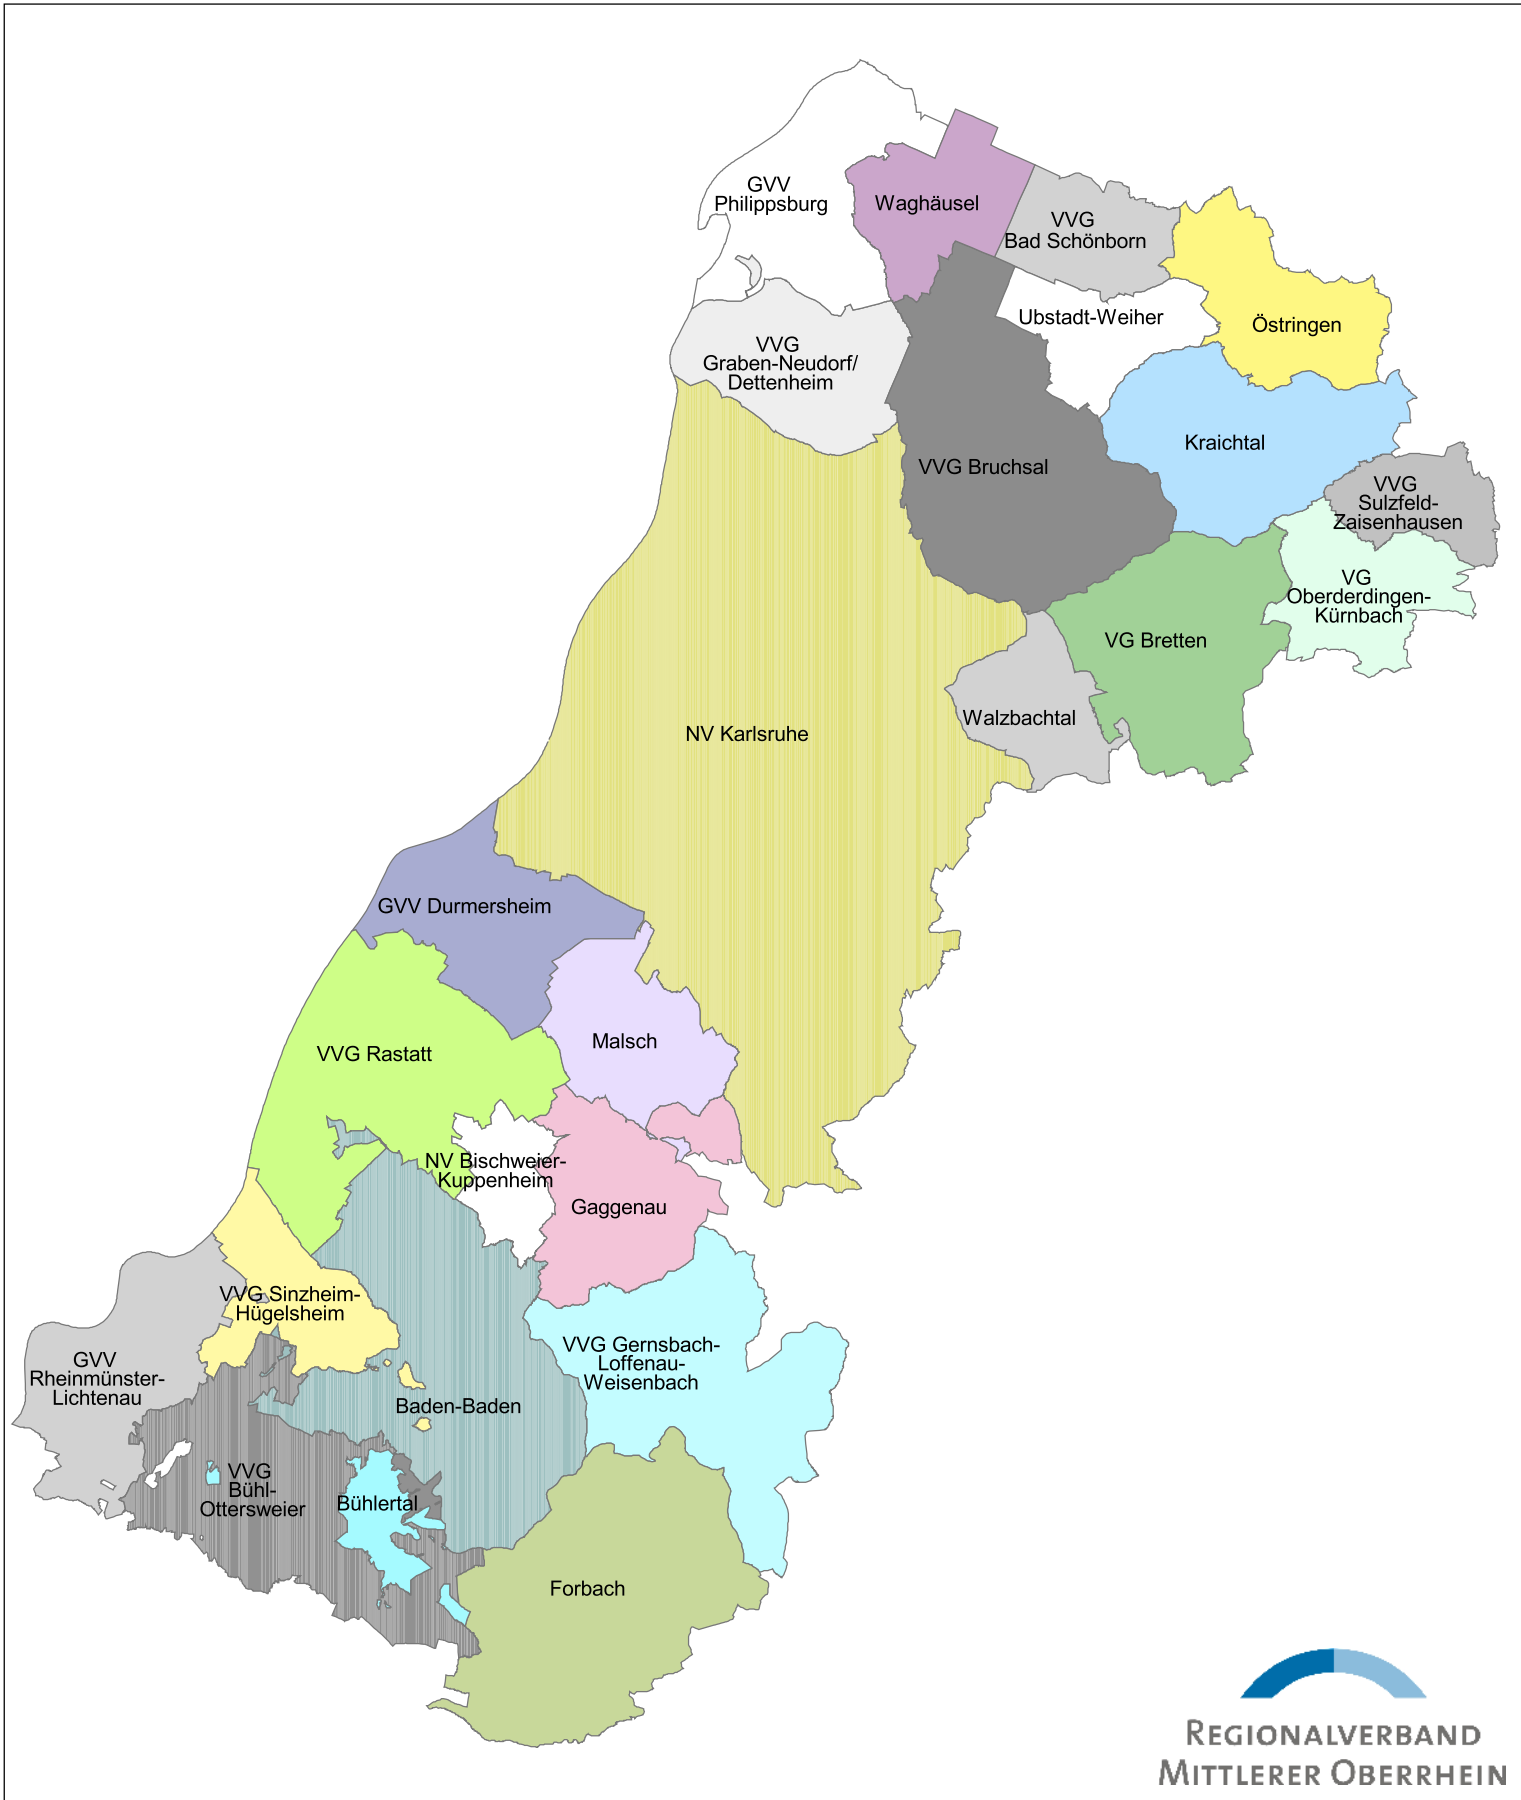 GVV
Philippsburg
Waghäusel
VVG
Bad Schönborn
Ubstadt-Weiher
Östringen
VVG
Graben-Neudorf/
Dettenheim
Kraichtal
VVG Bruchsal
VVG
Sulzfeld-
Zaisenhausen
VG
Oberderdingen-
Kürnbach
VG Bretten
Walzbachtal
NV Karlsruhe
GVV Durmersheim
Malsch
VVG Rastatt
NV Bischweier-
Kuppenheim
Gaggenau
VVG Sinzheim-
Hügelsheim
VVG Gernsbach-
Loffenau-
Weisenbach
GVV
Rheinmünster-
Lichtenau
Baden-Baden
VVG
Bühl-
Ottersweier
Bühlertal
Forbach
REGIONALVERBAND
MITTLERER OBERRHEIN